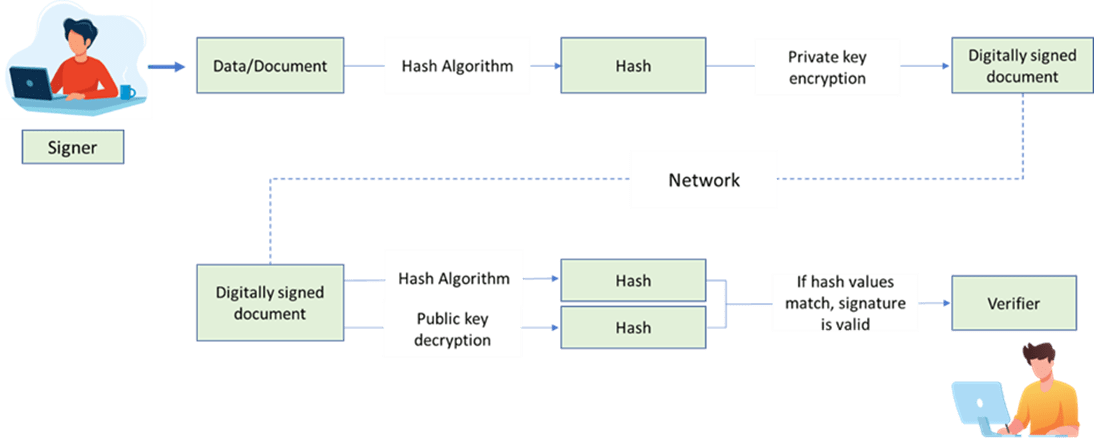 Data/Document
Hash Algorithm
Hash
Private key
encryption
Digitally signed
document
Signer
Network
Digitally signed
document
Hash Algorithm
Hash
Public key
decryption
Hash
If hash values
match, signature
is valid
Verifier